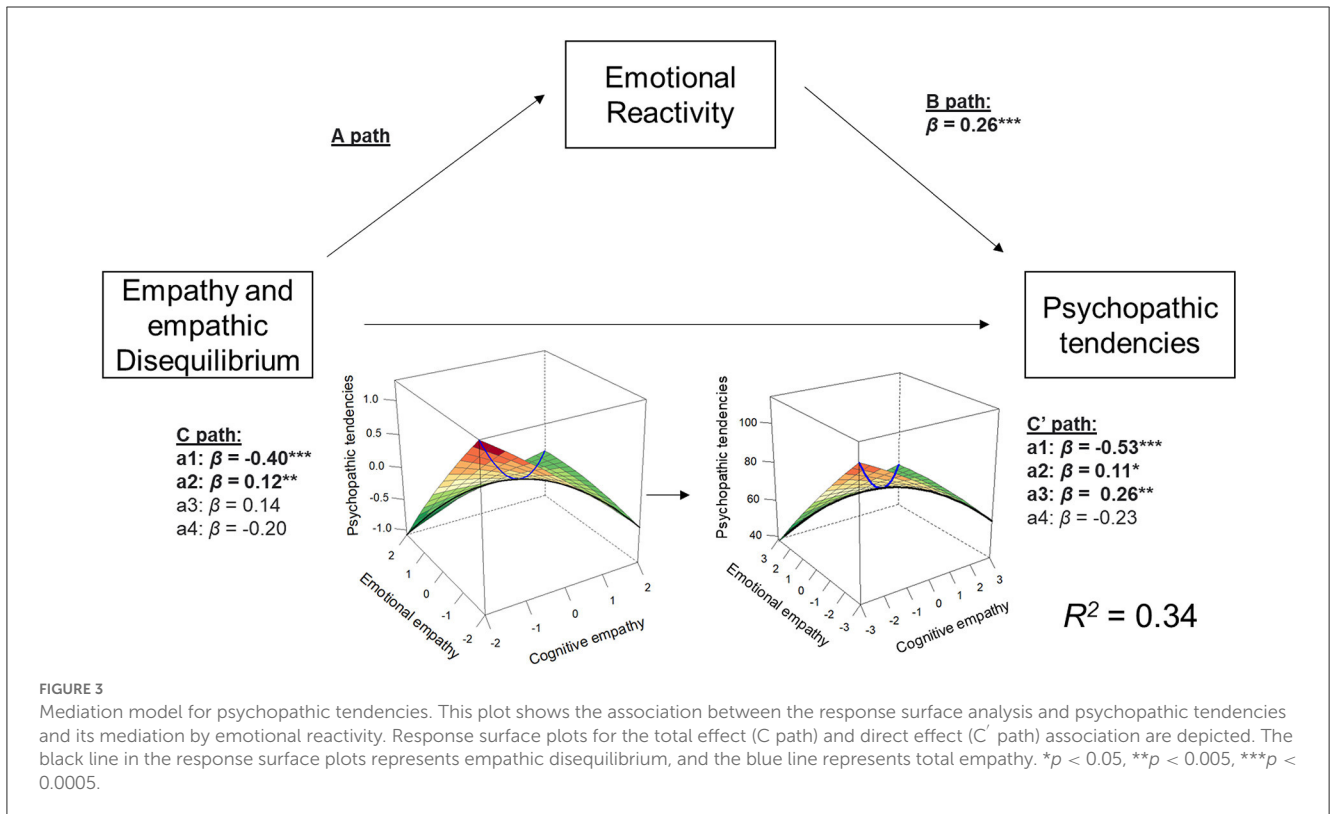 Emotional
Reactivity
A path
B path:
β = 0.26***
Empathy and
empathic
Disequilibrium
Psychopathic
tendencies
C path:
a1: β = -0.40***
a2: β = 0.12**
a3: β = 0.14
a4: β = -0.20
Psychopathic tendencies
1.0
0.5
0.0
-0.5
-1.0
2
1
0
-1
-2
Emotional empathy
-2
-1
0
1
2
Cognitive empathy
Psychopathic tendencies
100
80
60
40
3
2
1
0
-1
-2
-3
Emotional empathy
-3
-2
-1
0
1
2
3
Cognitive empathy
C' path:
a1: β = -0.53***
a2: β = 0.11*
a3: β = 0.26**
a4: β = -0.23
R² = 0.34
FIGURE 3
Mediation model for psychopathic tendencies. This plot shows the association between the response surface analysis and psychopathic tendencies
and its mediation by emotional reactivity. Response surface plots for the total effect (C path) and direct effect (C′ path) association are depicted. The
black line in the response surface plots represents empathic disequilibrium, and the blue line represents total empathy. *p < 0.05, **p < 0.005, ***p <
0.0005.